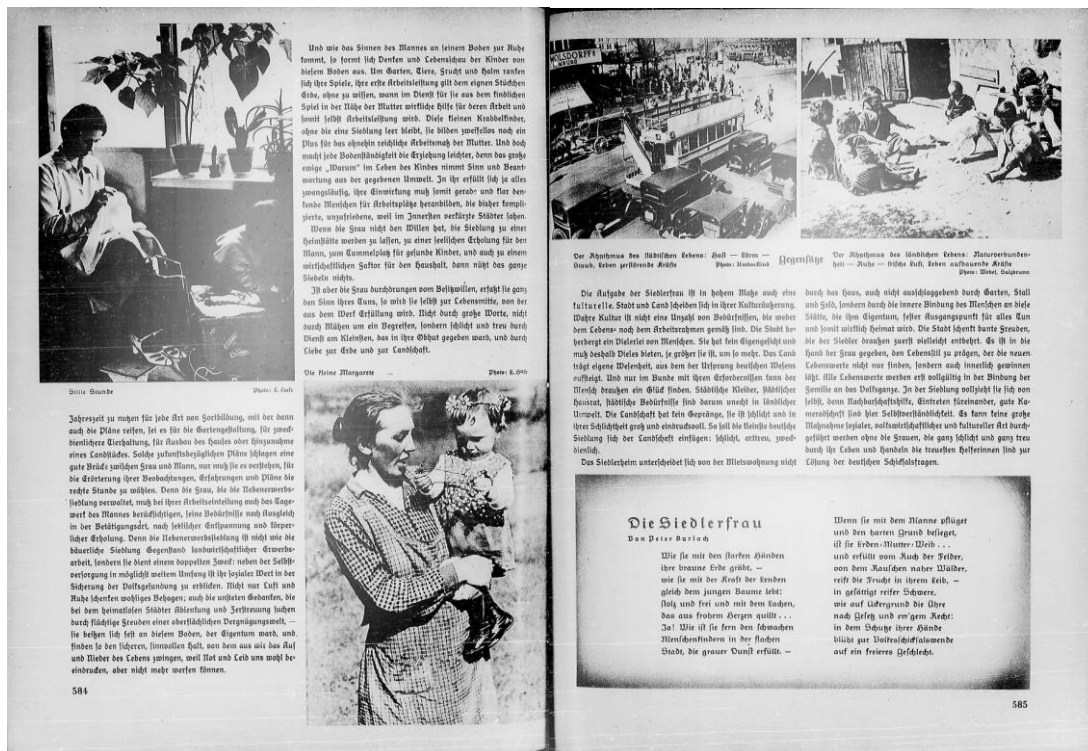 Stille Stunde
Photo: L. Hase
Jahreszeit zu nutzen für jede Art von Fortbildung, mit der dann
auch die Pläne reifen, sei es für die Gartengestaltung, für zweck-
dienlichere Tierhaltung, für Ausbau des Hauses oder Hinzunahme
eines Landstückes. Solche zukunftsbezüglichen Pläne schlagen eine
gute Brücke zwischen Frau und Mann, nur muß sie es verstehen, für
die Erörterung ihrer Beobachtungen, Erfahrungen und Pläne die
rechte Stunde zu wählen. Denn die Frau, die die Nebenerwerbs-
siedlung verwaltet, muß bei ihrer Arbeitseinteilung auch das Tage-
werk des Mannes berücksichtigen, seine Bedürfnisse nach Ausgleich
in der Betätigungsart, nach seelischer Entspannung und körper-
licher Erholung. Denn die Nebenerwerbssiedlung ist nicht wie die
bäuerliche Siedlung Gegenstand landwirtschaftlicher Erwerbs-
arbeit, sondern sie dient einem doppelten Zweck: neben der Selbst-
versorgung in möglichst weitem Umfang ist ihr sozialer Wert in der
Sicherung der Volksgesundung zu erblicken. Nicht nur Luft und
Ruhe schenken wohliges Behagen; auch die unsteten Gedanken, die
bei dem heimatlosen Städter Ablenkung und Zerstreuung suchen
durch flüchtige Freuden einer oberflächlichen Vergnügungswelt, —
sie beißen sich fest an diesem Boden, der Eigentum ward, und
finden so den sicheren, sinnvollen Halt, von dem aus wir das Auf
und Nieder des Lebens zwingen, weil Not und Leid uns wohl be-
eindrucken, aber nicht mehr werfen können.
584
Und wie das Sinnen des Mannes an seinem Boden zur Ruhe
kommt, so formt sich Denken und Lebensschau der Kinder von
diesem Boden aus. Um Garten, Tiere, Frucht und Halm ranken
sich ihre Spiele, ihre erste Arbeitsleistung gilt dem eignen Stückchen
Erde, ohne zu wissen, wann im Dienst für sie aus dem kindlichen
Spiel in der Nähe der Mutter wirkliche Hilfe für deren Arbeit und
somit selbst Arbeitsleistung wird. Diese kleinen Krabbelkinder,
ohne die eine Siedlung leer bleibt, sie bilden zweifellos noch ein
Plus für das ohnehin reichliche Arbeitsmaß der Mutter. Und doch
macht jede Bodenständigkeit die Erziehung leichter, denn das große
ewige „Warum“ im Leben des Kindes nimmt Sinn und Beant-
wortung aus der gegebenen Umwelt. In ihr erfüllt sich ja alles
zwangsläufig, ihre Einwirkung muß somit gerad- und klar den-
kende Menschen für Arbeitsplätze heranbilden, die bisher kompli-
zierte, unzufriedene, weil im Innersten verkürzte Städter sahen.
Wenn die Frau nicht den Willen hat, die Siedlung zu einer
Heimstätte werden zu lassen, zu einer seelischen Erholung für den
Mann, zum Tummelplatz für gesunde Kinder, und auch zu einem
wirtschaftlichen Faktor für den Haushalt, dann nützt das ganze
Siedeln nichts.
Ist aber die Frau durchdrungen vom Besitzwillen, erfaßt sie ganz
den Sinn ihres Tuns, so wird sie selbst zur Lebensmitte, von der
aus dem Werk Erfüllung wird. Nicht durch große Worte, nicht
durch Mühen um ein Begreifen, sondern schlicht und treu durch
Dienst am Kleinsten, das in ihre Obhut gegeben ward, und durch
Liebe zur Erde und zur Landschaft.
Die kleine Margarete
WOLSDORFF
Der Rhythmus des städtischen Lebens: Hast — Lärm —
Staub, Leben zerstörende Kräfte
Gegensätze
Der Rhythmus des ländlichen Lebens: Naturverbunden-
heit — Ruhe — frische Luft, Leben aufbauende Kräfte
Photo: Webel, Salzbrunn
Die Aufgabe der Siedlerfrau ist in hohem Maße auch eine
kulturelle. Stadt und Land scheiden sich in ihrer Kulturäußerung.
Wahre Kultur ist nicht eine Unzahl von Bedürfnissen, die weder
dem Lebens- noch dem Arbeitsrahmen gemäß sind. Die Stadt be-
herbergt ein Vielerlei von Menschen. Sie hat kein Eigengesicht und
muß deshalb Vieles bieten, je größer sie ist, um so mehr. Das Land
trägt eigene Wesenheit, aus dem der Ursprung deutschen Wesens
aufsteigt. Und nur im Bunde mit ihren Erfordernissen kann der
Mensch draußen ein Glück finden. Städtische Kleider, städtischer
Hausrat, städtische Bedürfnisse sind darum unecht in ländlicher
Umwelt. Die Landschaft hat kein Gepränge, sie ist schlicht und in
ihrer Schlichtheit groß und eindrucksvoll. So soll die kleinste deutsche
Siedlung sich der Landschaft einfügen: schlicht, arttreu, zweck-
dienlich.
Das Siedlerheim unterscheidet sich von der Mietswohnung nicht
durch das Haus, auch nicht ausschlaggebend durch Garten, Stall
und Feld, sondern durch die innere Bindung des Menschen an diese
Stätte, die ihm Eigentum, fester Ausgangspunkt für alles Tun
und somit wirklich Heimat wird. Die Stadt schenkt bunte Freuden,
die der Siedler draußen zuerst vielleicht entbehrt. Es ist in die
Hand der Frau gegeben, den Lebensstil zu prägen, der die neuen
Lebenswerte nicht nur finden, sondern auch innerlich gewinnen
läßt. Alle Lebenswerte werden erst vollgültig in der Bindung der
Familie an das Volksganze. In der Siedlung vollzieht sie sich von
selbst, denn Nachbarschaftshilfe, Eintreten füreinander, gute Ka-
meradschaft sind hier Selbstverständlichkeit. Es kann keine große
Maßnahme sozialer, volkswirtschaftlicher und kultureller Art durch-
geführt werden ohne die Frauen, die ganz schlicht und ganz treu
durch ihr Leben und Handeln die treuesten Helferinnen sind zur
Lösung der deutschen Schicksalsfragen.
Die Siedlerfrau
Von Peter Burlach
Wie sie mit den starken Händen
ihre braune Erde gräbt, —
wie sie mit der Kraft der Lenden
gleich dem jungen Baume lebt:
stolz und frei und mit dem Lachen,
das aus frohem Herzen quillt . . .
Ja! Wie ist sie fern den schwachen
Menschenkindern in der flachen
Stadt, die grauer Dunst erfüllt. —
Wenn sie mit dem Manne pflüget
und den harten Grund besieget,
ist sie Erden-Mutter-Weib . . .
und erfüllt vom Ruch der Felder,
von dem Rauschen naher Wälder,
reift die Frucht in ihrem Leib, —
in gesättigt reifer Schwere,
wie auf Ackergrund die Ähre
nach Gesetz und ew'gem Recht:
in dem Schutze ihrer Hände
blüht zur Volkesschicksalswende
auf ein freieres Geschlecht.
585